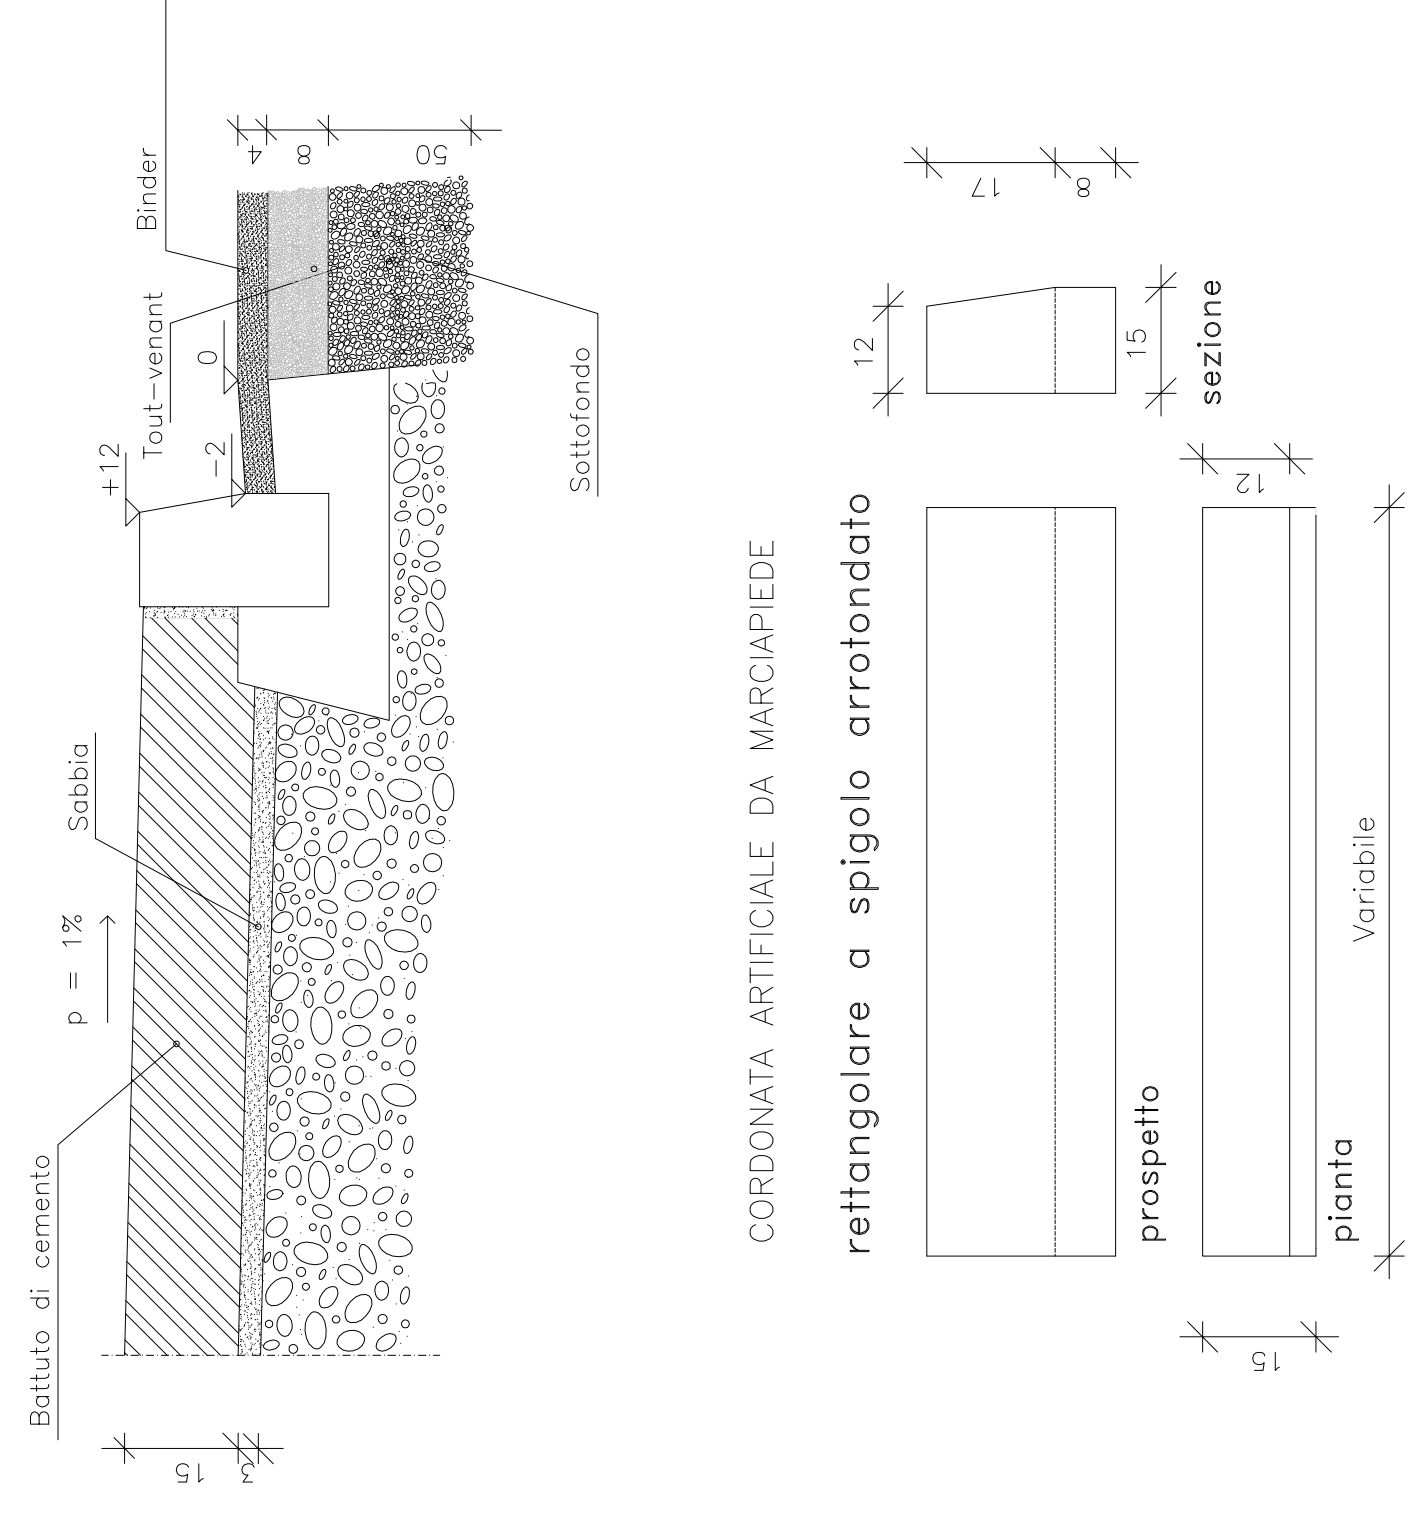 Battuto di cemento
p = 1%
Sabbia
+12
-2
0
Tout-venant
Binder
Sottofondo
15
3
4
8
50
CORDONATA ARTIFICIALE DA MARCIAPIEDE
rettangolare a spigolo arrotondato
prospetto
12
15
17
8
sezione
pianta
15
12
Variabile